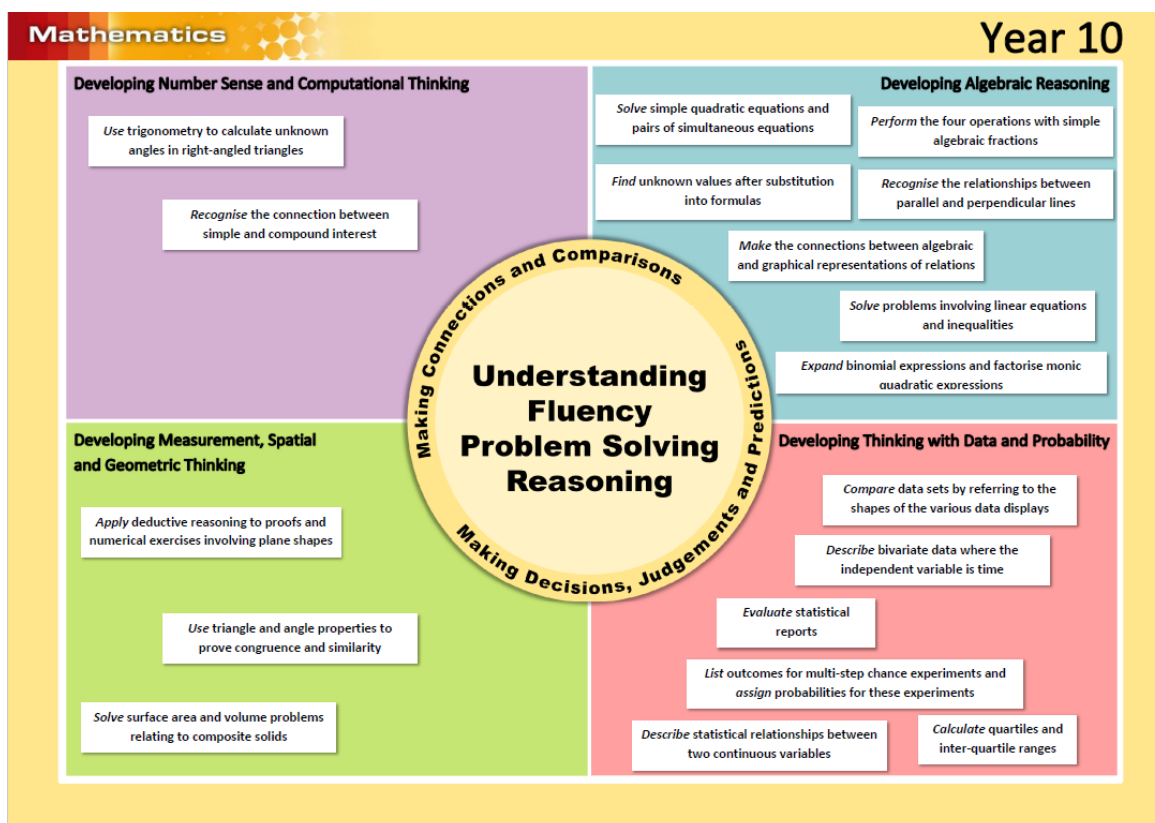 Mathematics
Year 10
Developing Number Sense and Computational Thinking
Use trigonometry to calculate unknown
angles in right-angled triangles
Recognise the connection between
simple and compound interest
Developing Algebraic Reasoning
Solve simple quadratic equations and
pairs of simultaneous equations
Perform the four operations with simple
algebraic fractions
Find unknown values after substitution
into formulas
Recognise the relationships between
parallel and perpendicular lines
Make the connections between algebraic
and graphical representations of relations
Solve problems involving linear equations
and inequalities
Expand binomial expressions and factorise monic
quadratic expressions
Making Connections and Comparisons
Understanding
Fluency
Problem Solving
Reasoning
Making Decisions, Judgements and Predictions
Developing Measurement, Spatial
and Geometric Thinking
Apply deductive reasoning to proofs and
numerical exercises involving plane shapes
Use triangle and angle properties to
prove congruence and similarity
Solve surface area and volume problems
relating to composite solids
Developing Thinking with Data and Probability
Compare data sets by referring to the
shapes of the various data displays
Describe bivariate data where the
independent variable is time
Evaluate statistical
reports
List outcomes for multi-step chance experiments and
assign probabilities for these experiments
Describe statistical relationships between
two continuous variables
Calculate quartiles and
inter-quartile ranges